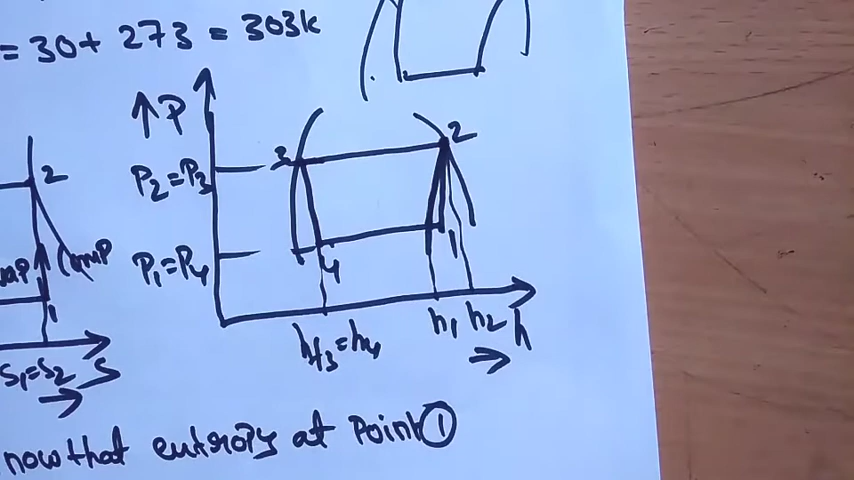 = 30 + 273 = 303k
↑ P
3
2
2
P2 = P3
P1 = P4
4
1
1
hf3 = h4
h1 h2 h
S1 = S2 S
now that entropy at Point ①